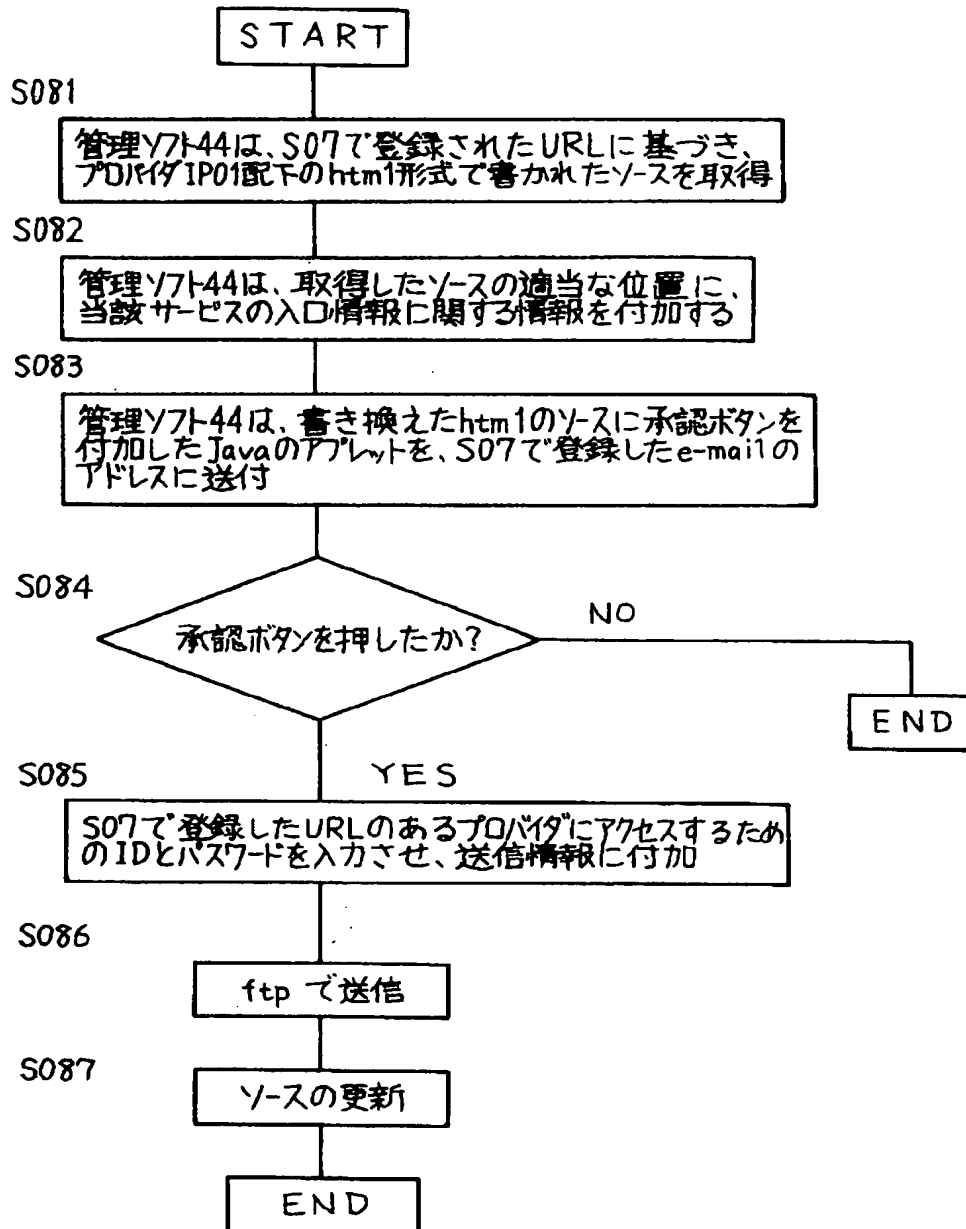 START
S081
管理ソフト44は、S07で登録されたURLに基づき、
プロバイダIP01配下のhtml形式で書かれたソースを取得
S082
管理ソフト44は、取得したソースの適当な位置に、
当該サービスの入口情報に関する情報を付加する
S083
管理ソフト44は、書き換えたhtmlのソースに承認ボタンを
付加したJavaのアプレットを、S07で登録したe-mailの
アドレスに送付
S084
承認ボタンを押したか?
NO
END
YES
S085
S07で登録したURLのあるプロバイダにアクセスするため
のIDとパスワードを入力させ、送信情報に付加
S086
ftpで送信
S087
ソースの更新
END